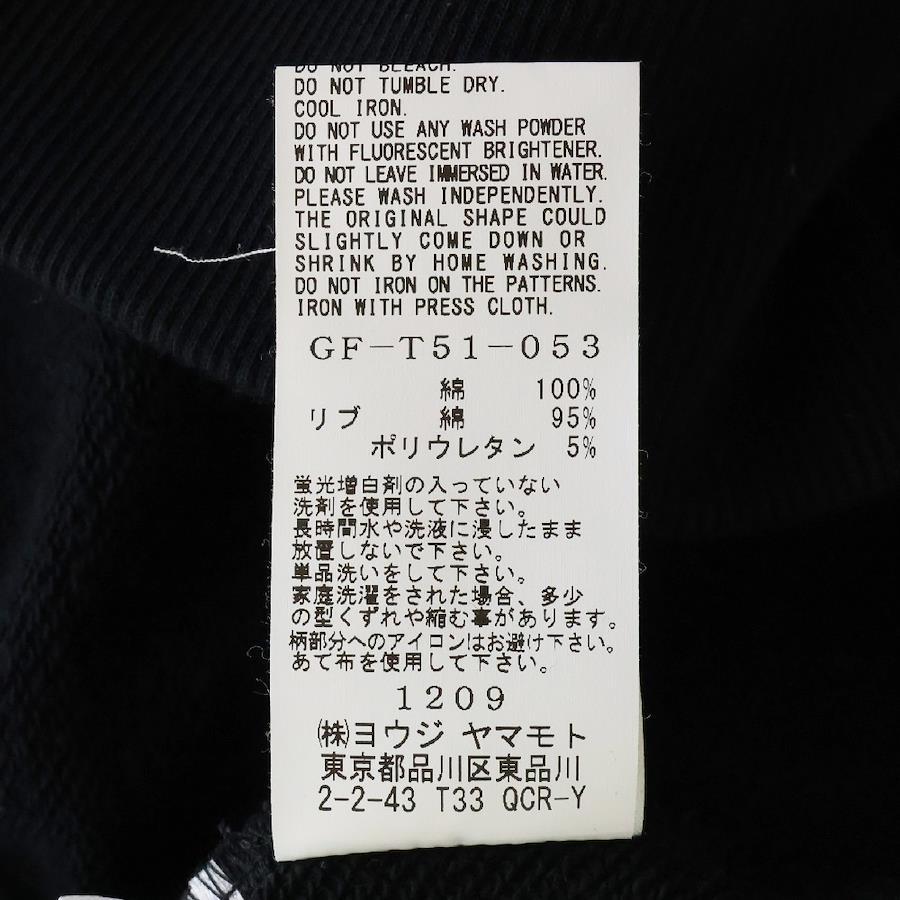 DO NOT BLEACH.
DO NOT TUMBLE DRY.
COOL IRON.
DO NOT USE ANY WASH POWDER
WITH FLUORESCENT BRIGHTENER.
DO NOT LEAVE IMMERSED IN WATER.
PLEASE WASH INDEPENDENTLY.
THE ORIGINAL SHAPE COULD
SLIGHTLY COME DOWN OR
SHRINK BY HOME WASHING.
DO NOT IRON ON THE PATTERNS.
IRON WITH PRESS CLOTH.
GF-T51-053
綿 100%
リブ 綿 95%
ポリウレタン 5%
蛍光増白剤の入っていない
洗剤を使用して下さい。
長時間水や洗液に浸したまま
放置しないで下さい。
単品洗いをして下さい。
家庭洗濯をされた場合、多少
の型くずれや縮む事があります。
柄部分へのアイロンはお避け下さい。
あて布を使用して下さい。
1209
㈱ヨウジ ヤマモト
東京都品川区東品川
2-2-43 T33 QCR-Y